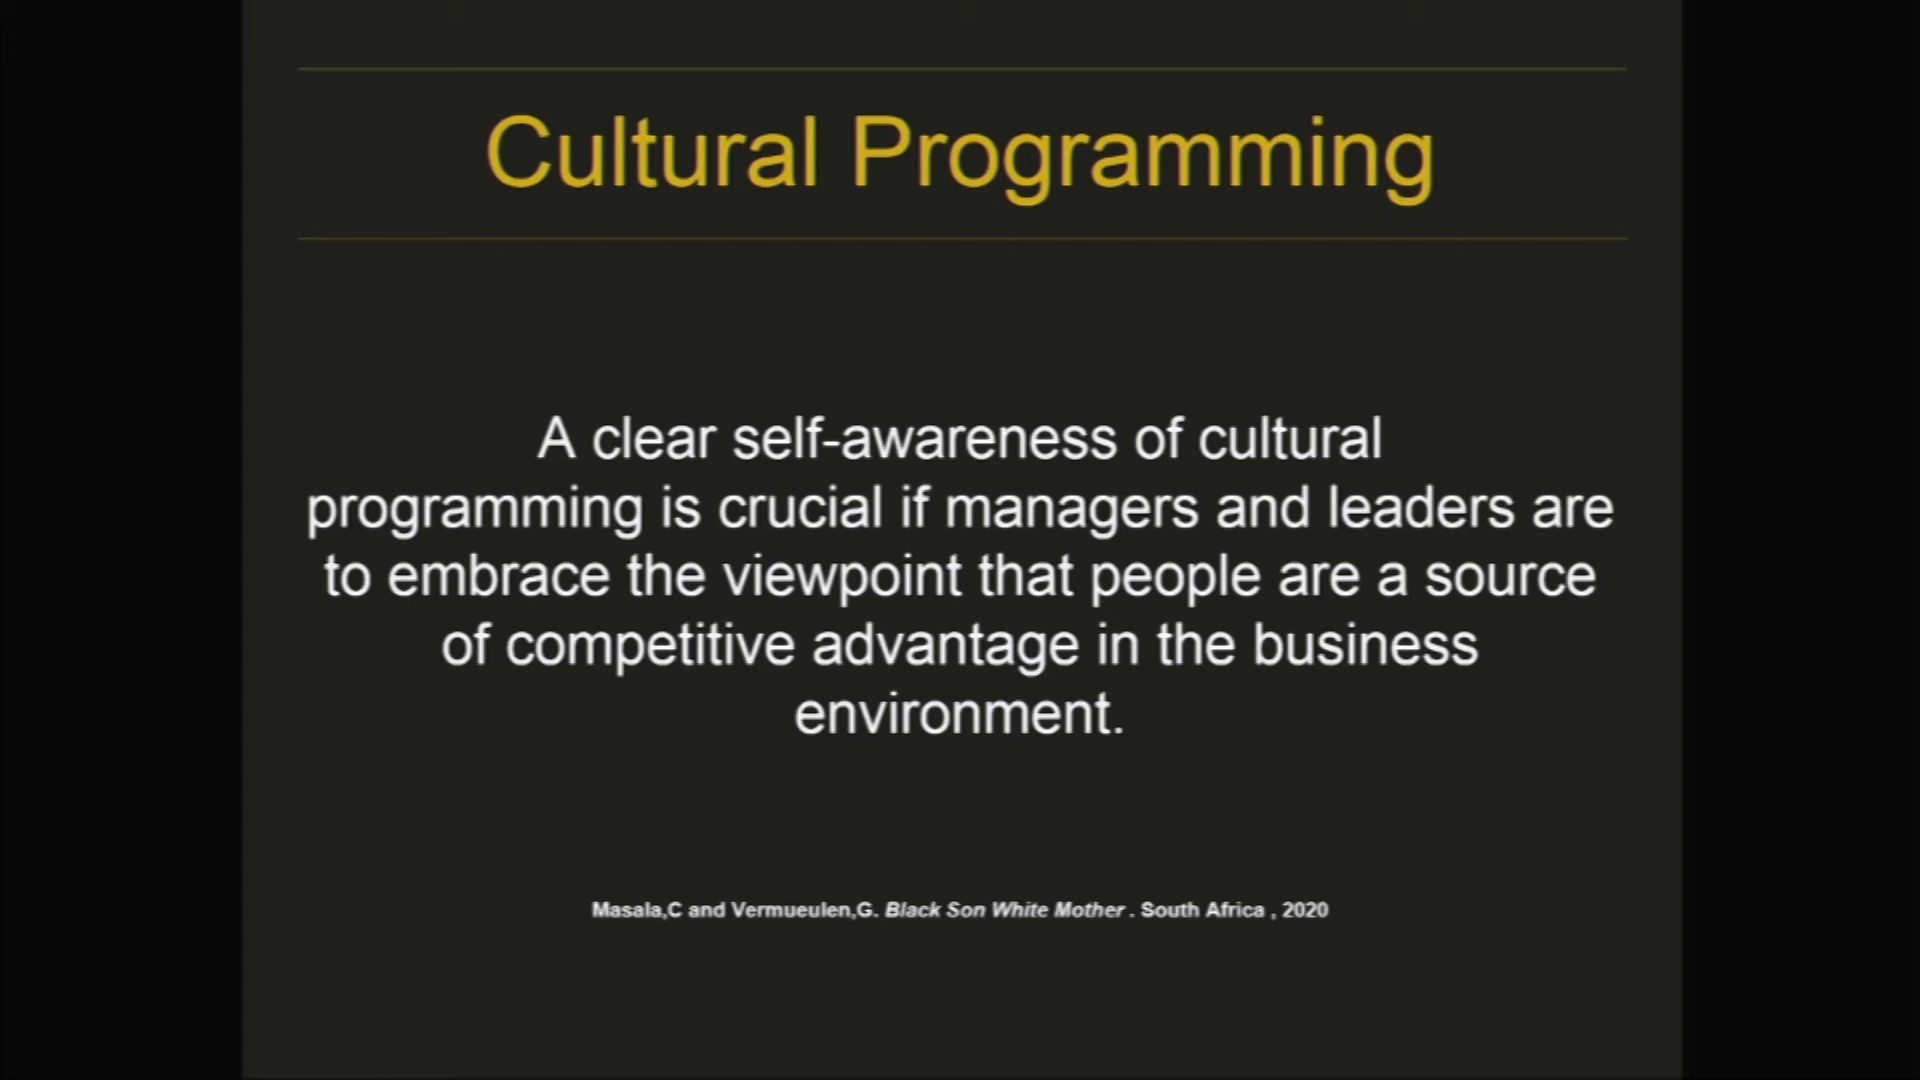 Cultural Programming
A clear self-awareness of cultural
programming is crucial if managers and leaders are
to embrace the viewpoint that people are a source
of competitive advantage in the business
environment.
Masala,C and Vermueulen,G. Black Son White Mother . South Africa , 2020